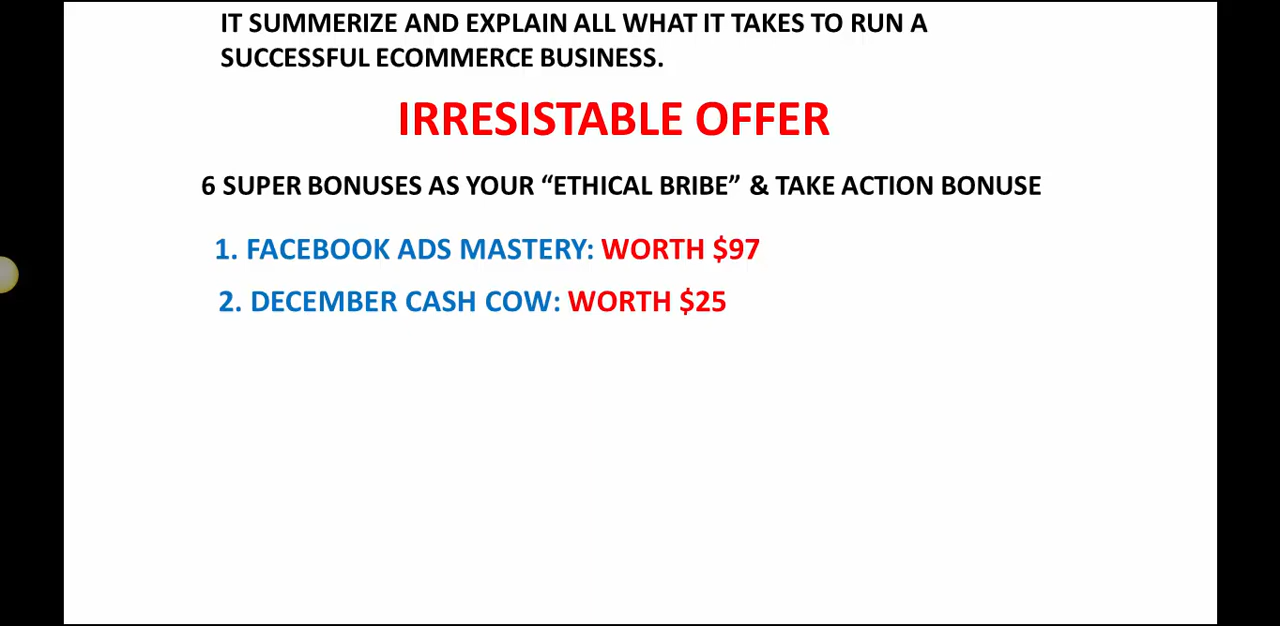 IT SUMMERIZE AND EXPLAIN ALL WHAT IT TAKES TO RUN A
SUCCESSFUL ECOMMERCE BUSINESS.
IRRESISTABLE OFFER
6 SUPER BONUSES AS YOUR “ETHICAL BRIBE” & TAKE ACTION BONUSE
1. FACEBOOK ADS MASTERY: WORTH $97
2. DECEMBER CASH COW: WORTH $25